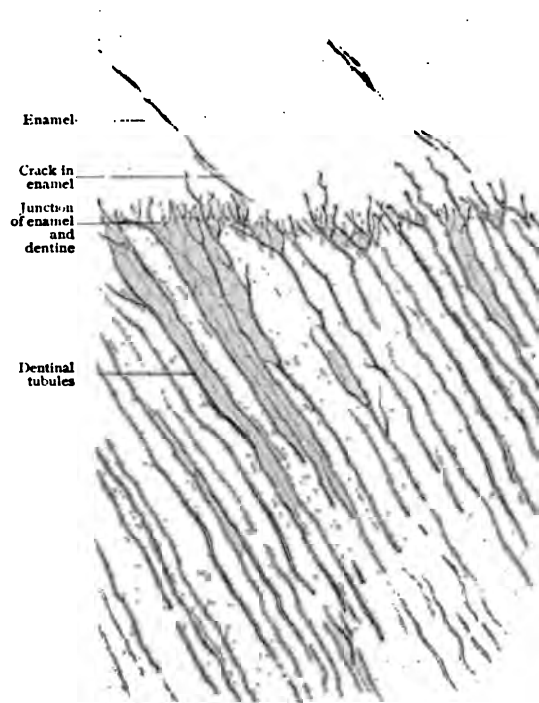 Enamel
Crack in
enamel
Junction
of enamel
and
dentine
Dentinal
tubules